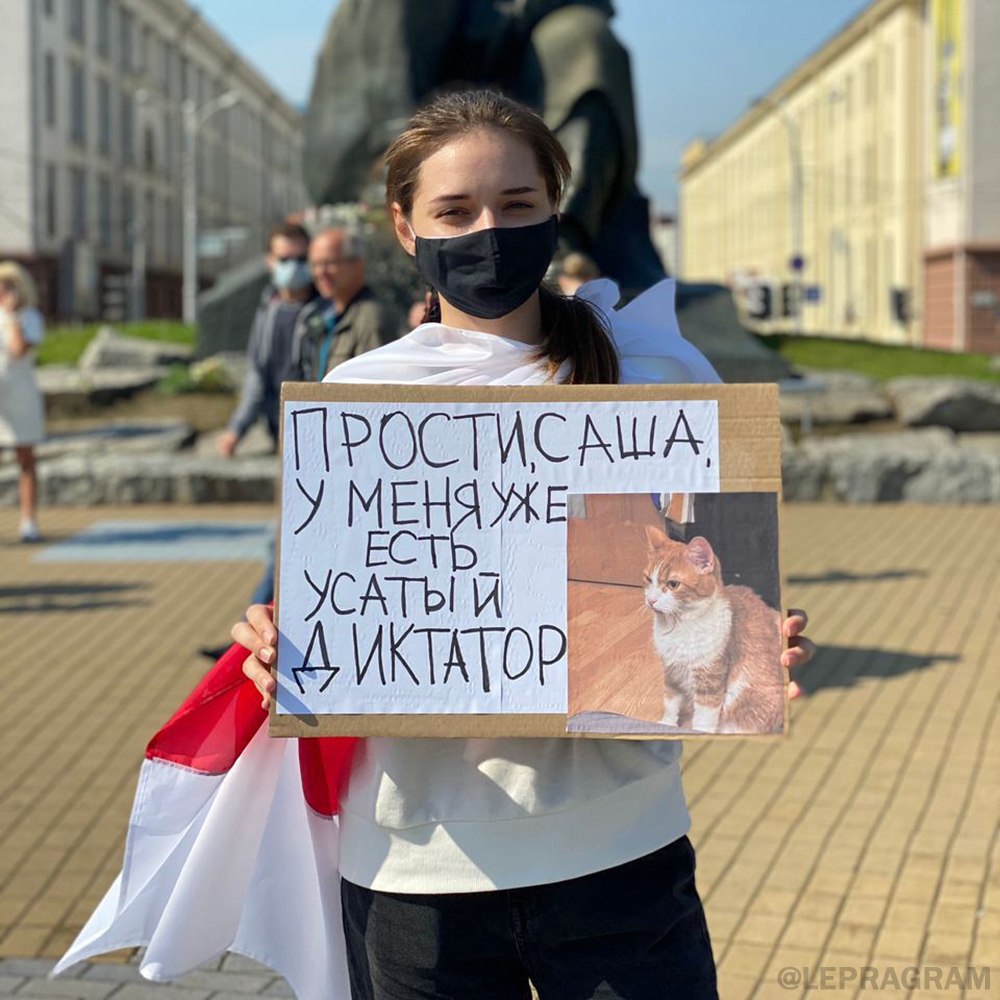 ПРОСТИ, САША,
У МЕНЯ УЖЕ
ЕСТЬ
УСАТЫЙ
ДИКТАТОР
@LEPRAGRAM